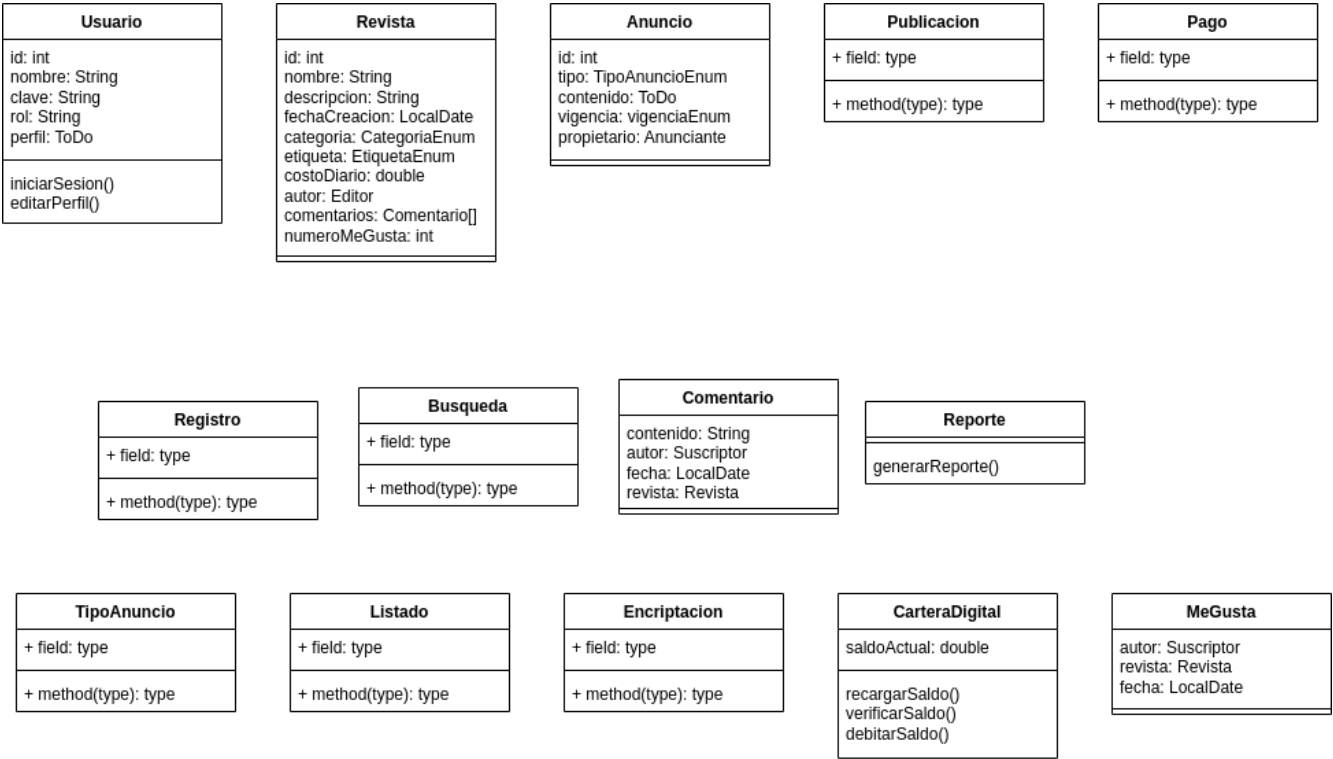 Usuario
id: int
nombre: String
clave: String
rol: String
perfil: ToDo
iniciarSesion()
editarPerfil()
Revista
id: int
nombre: String
descripcion: String
fechaCreacion: LocalDate
categoria: CategoriaEnum
etiqueta: EtiquetaEnum
costoDiario: double
autor: Editor
comentarios: Comentario[]
numeroMeGusta: int
Anuncio
id: int
tipo: TipoAnuncioEnum
contenido: ToDo
vigencia: vigenciaEnum
propietario: Anunciante
Publicacion
+ field: type
+ method(type): type
Pago
+ field: type
+ method(type): type
Registro
+ field: type
+ method(type): type
Busqueda
+ field: type
+ method(type): type
Comentario
contenido: String
autor: Suscriptor
fecha: LocalDate
revista: Revista
Reporte
generarReporte()
TipoAnuncio
+ field: type
+ method(type): type
Listado
+ field: type
+ method(type): type
Encriptacion
+ field: type
+ method(type): type
CarteraDigital
saldoActual: double
recargarSaldo()
verificarSaldo()
debitarSaldo()
MeGusta
autor: Suscriptor
revista: Revista
fecha: LocalDate